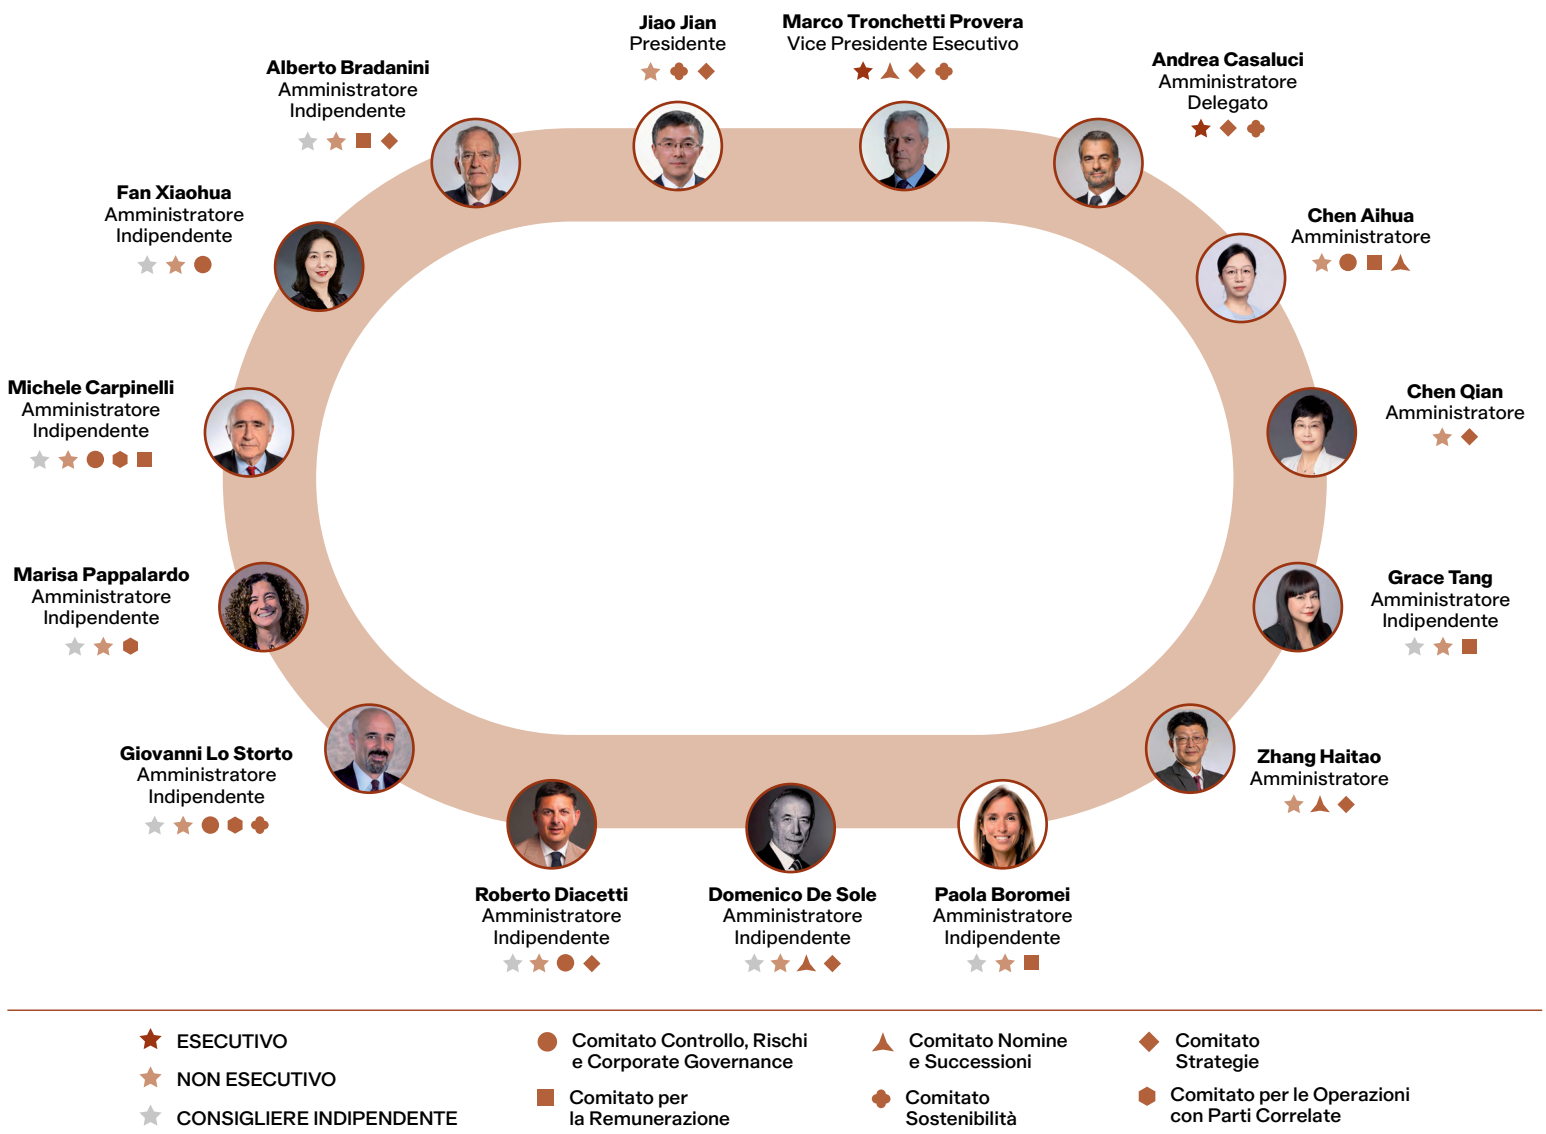 Jiao Jian
Presidente
Marco Tronchetti Provera
Vice Presidente Esecutivo
Andrea Casaluci
Amministratore
Delegato
Alberto Bradanini
Amministratore
Indipendente
Fan Xiaohua
Amministratore
Indipendente
Chen Aihua
Amministratore
Michele Carpinelli
Amministratore
Indipendente
Chen Qian
Amministratore
Marisa Pappalardo
Amministratore
Indipendente
Grace Tang
Amministratore
Indipendente
Giovanni Lo Storto
Amministratore
Indipendente
Zhang Haitao
Amministratore
Roberto Diacetti
Amministratore
Indipendente
Domenico De Sole
Amministratore
Indipendente
Paola Boromei
Amministratore
Indipendente
ESECUTIVO
NON ESECUTIVO
CONSIGLIERE INDIPENDENTE
Comitato Controllo, Rischi
e Corporate Governance
Comitato per
la Remunerazione
Comitato Nomine
e Successioni
Comitato
Sostenibilità
Comitato
Strategie
Comitato per le Operazioni
con Parti Correlate